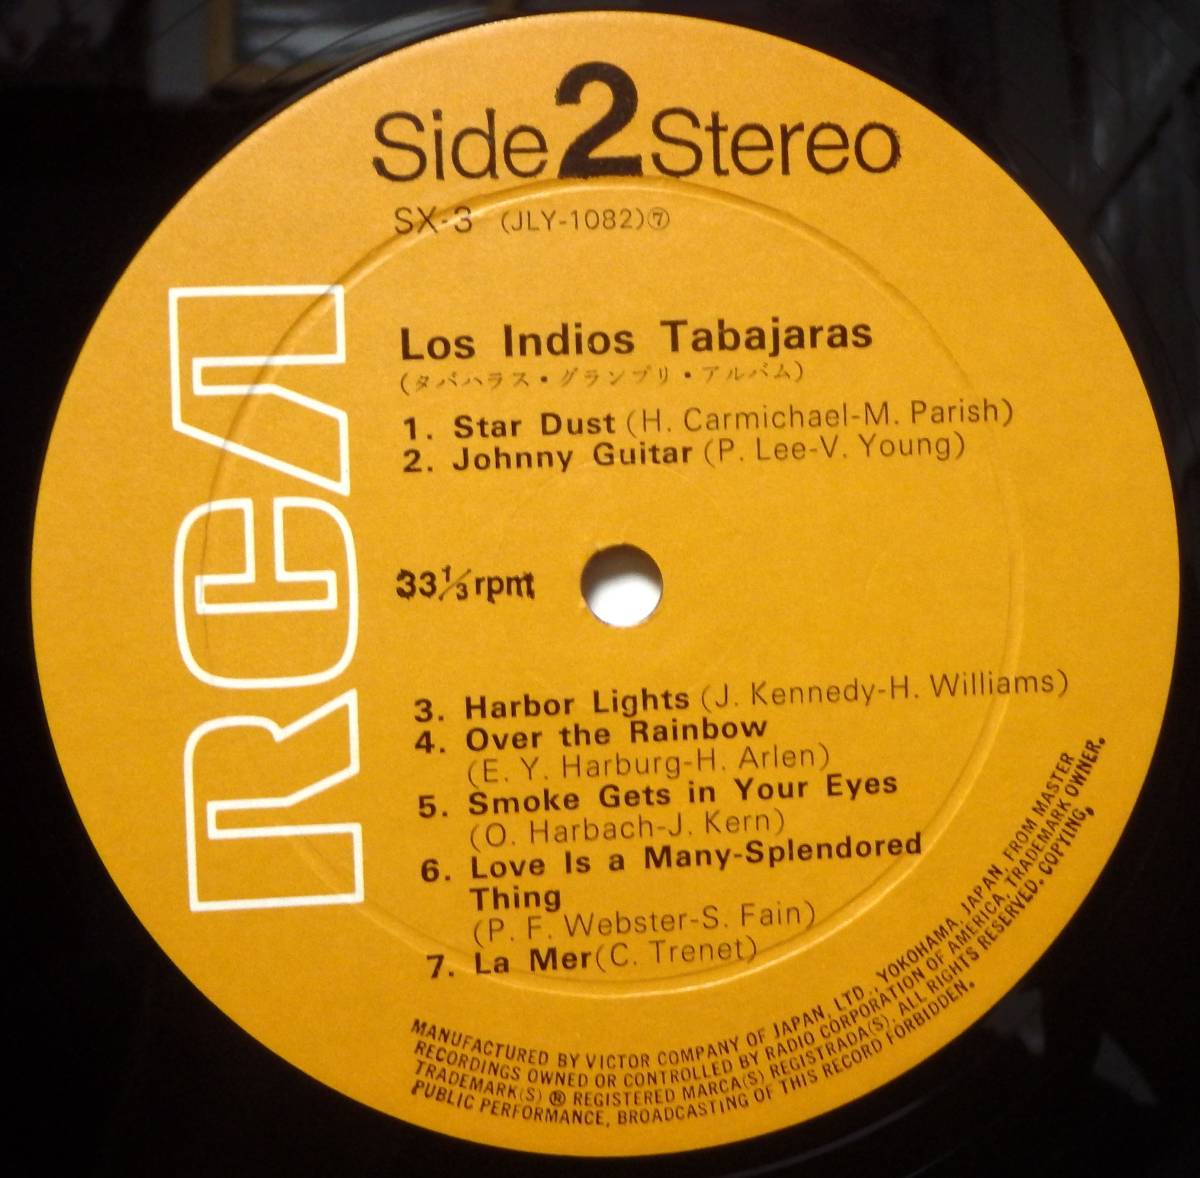 Side 2 Stereo
SX-3 (JLY-1082)⑦
RCA
Los Indios Tabajaras
(タバハラス・グランプリ・アルバム)
1. Star Dust (H. Carmichael-M. Parish)
2. Johnny Guitar (P. Lee-V. Young)
33⅓ rpm
3. Harbor Lights (J. Kennedy-H. Williams)
4. Over the Rainbow
(E. Y. Harburg-H. Arlen)
5. Smoke Gets in Your Eyes
(O. Harbach-J. Kern)
6. Love Is a Many-Splendored
Thing
(P. F. Webster-S. Fain)
7. La Mer(C. Trenet)
MANUFACTURED BY VICTOR COMPANY OF JAPAN, LTD., YOKOHAMA, JAPAN, FROM MASTER
RECORDINGS OWNED OR CONTROLLED BY RADIO CORPORATION OF AMERICA, TRADEMARK OWNER.
TRADEMARK(S) ® REGISTERED MARCA(S) REGISTRADA(S). ALL RIGHTS RESERVED. COPYING,
PUBLIC PERFORMANCE, BROADCASTING OF THIS RECORD FORBIDDEN.